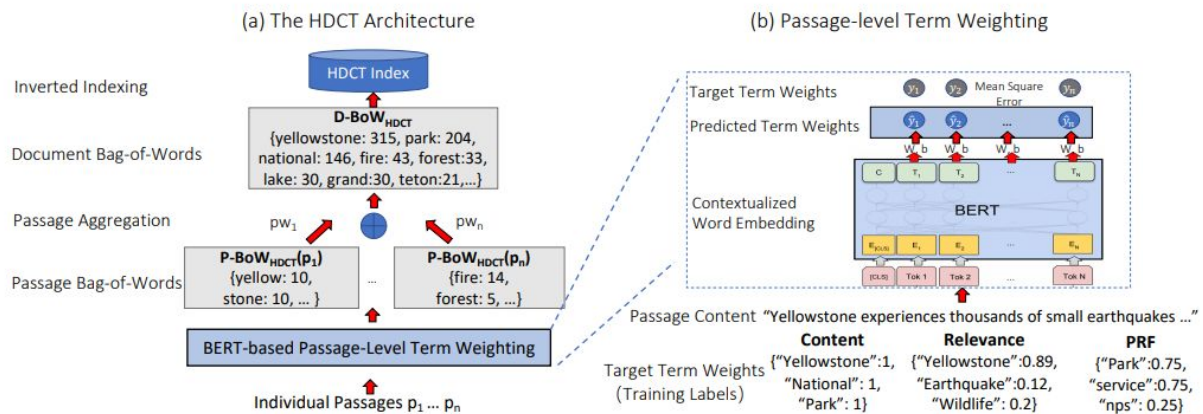 (a) The HDCT Architecture
Inverted Indexing
HDCT Index
Document Bag-of-Words
D-BoW_HDCT
{yellowstone: 315, park: 204,
national: 146, fire: 43, forest:33,
lake: 30, grand:30, teton:21,…}
Passage Aggregation
pw_1
pw_n
Passage Bag-of-Words
P-BoW_HDCT(p_1)
{yellow: 10,
stone: 10, … }
...
P-BoW_HDCT(p_n)
{fire: 14,
forest: 5, … }
BERT-based Passage-Level Term Weighting
Individual Passages p_1 … p_n
(b) Passage-level Term Weighting
Target Term Weights
y_1 y_2 Mean Square Error y_n
Predicted Term Weights
ŷ_1 ŷ_2 ... ŷ_n
W, b W, b W, b W, b
Contextualized
Word Embedding
C T_1 T_2 ... T_N
BERT
E_[CLS] E_1 E_2 ... E_N
[CLS] Tok 1 Tok 2 ... Tok N
Passage Content “Yellowstone experiences thousands of small earthquakes …”
Target Term Weights
(Training Labels)
Content
{“Yellowstone”:1,
“National”: 1,
“Park”: 1}
Relevance
{“Yellowstone”:0.89,
“Earthquake”:0.12,
“Wildlife”: 0.2}
PRF
{“Park”:0.75,
“service”:0.75,
“nps”: 0.25}